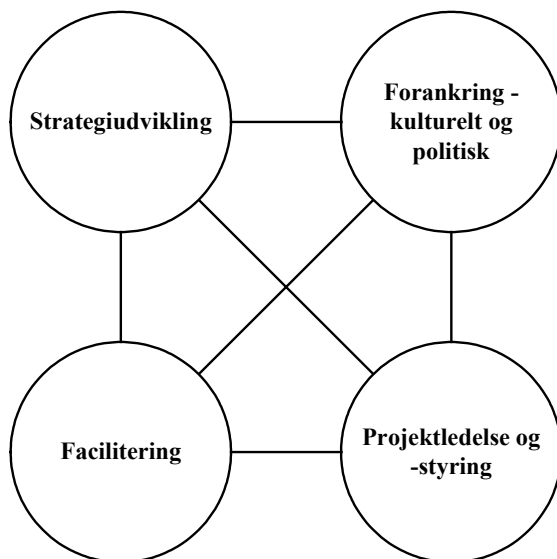 Strategiudvikling
Forankring -
kulturelt og
politisk
Facilitering
Projektledelse og
-styring